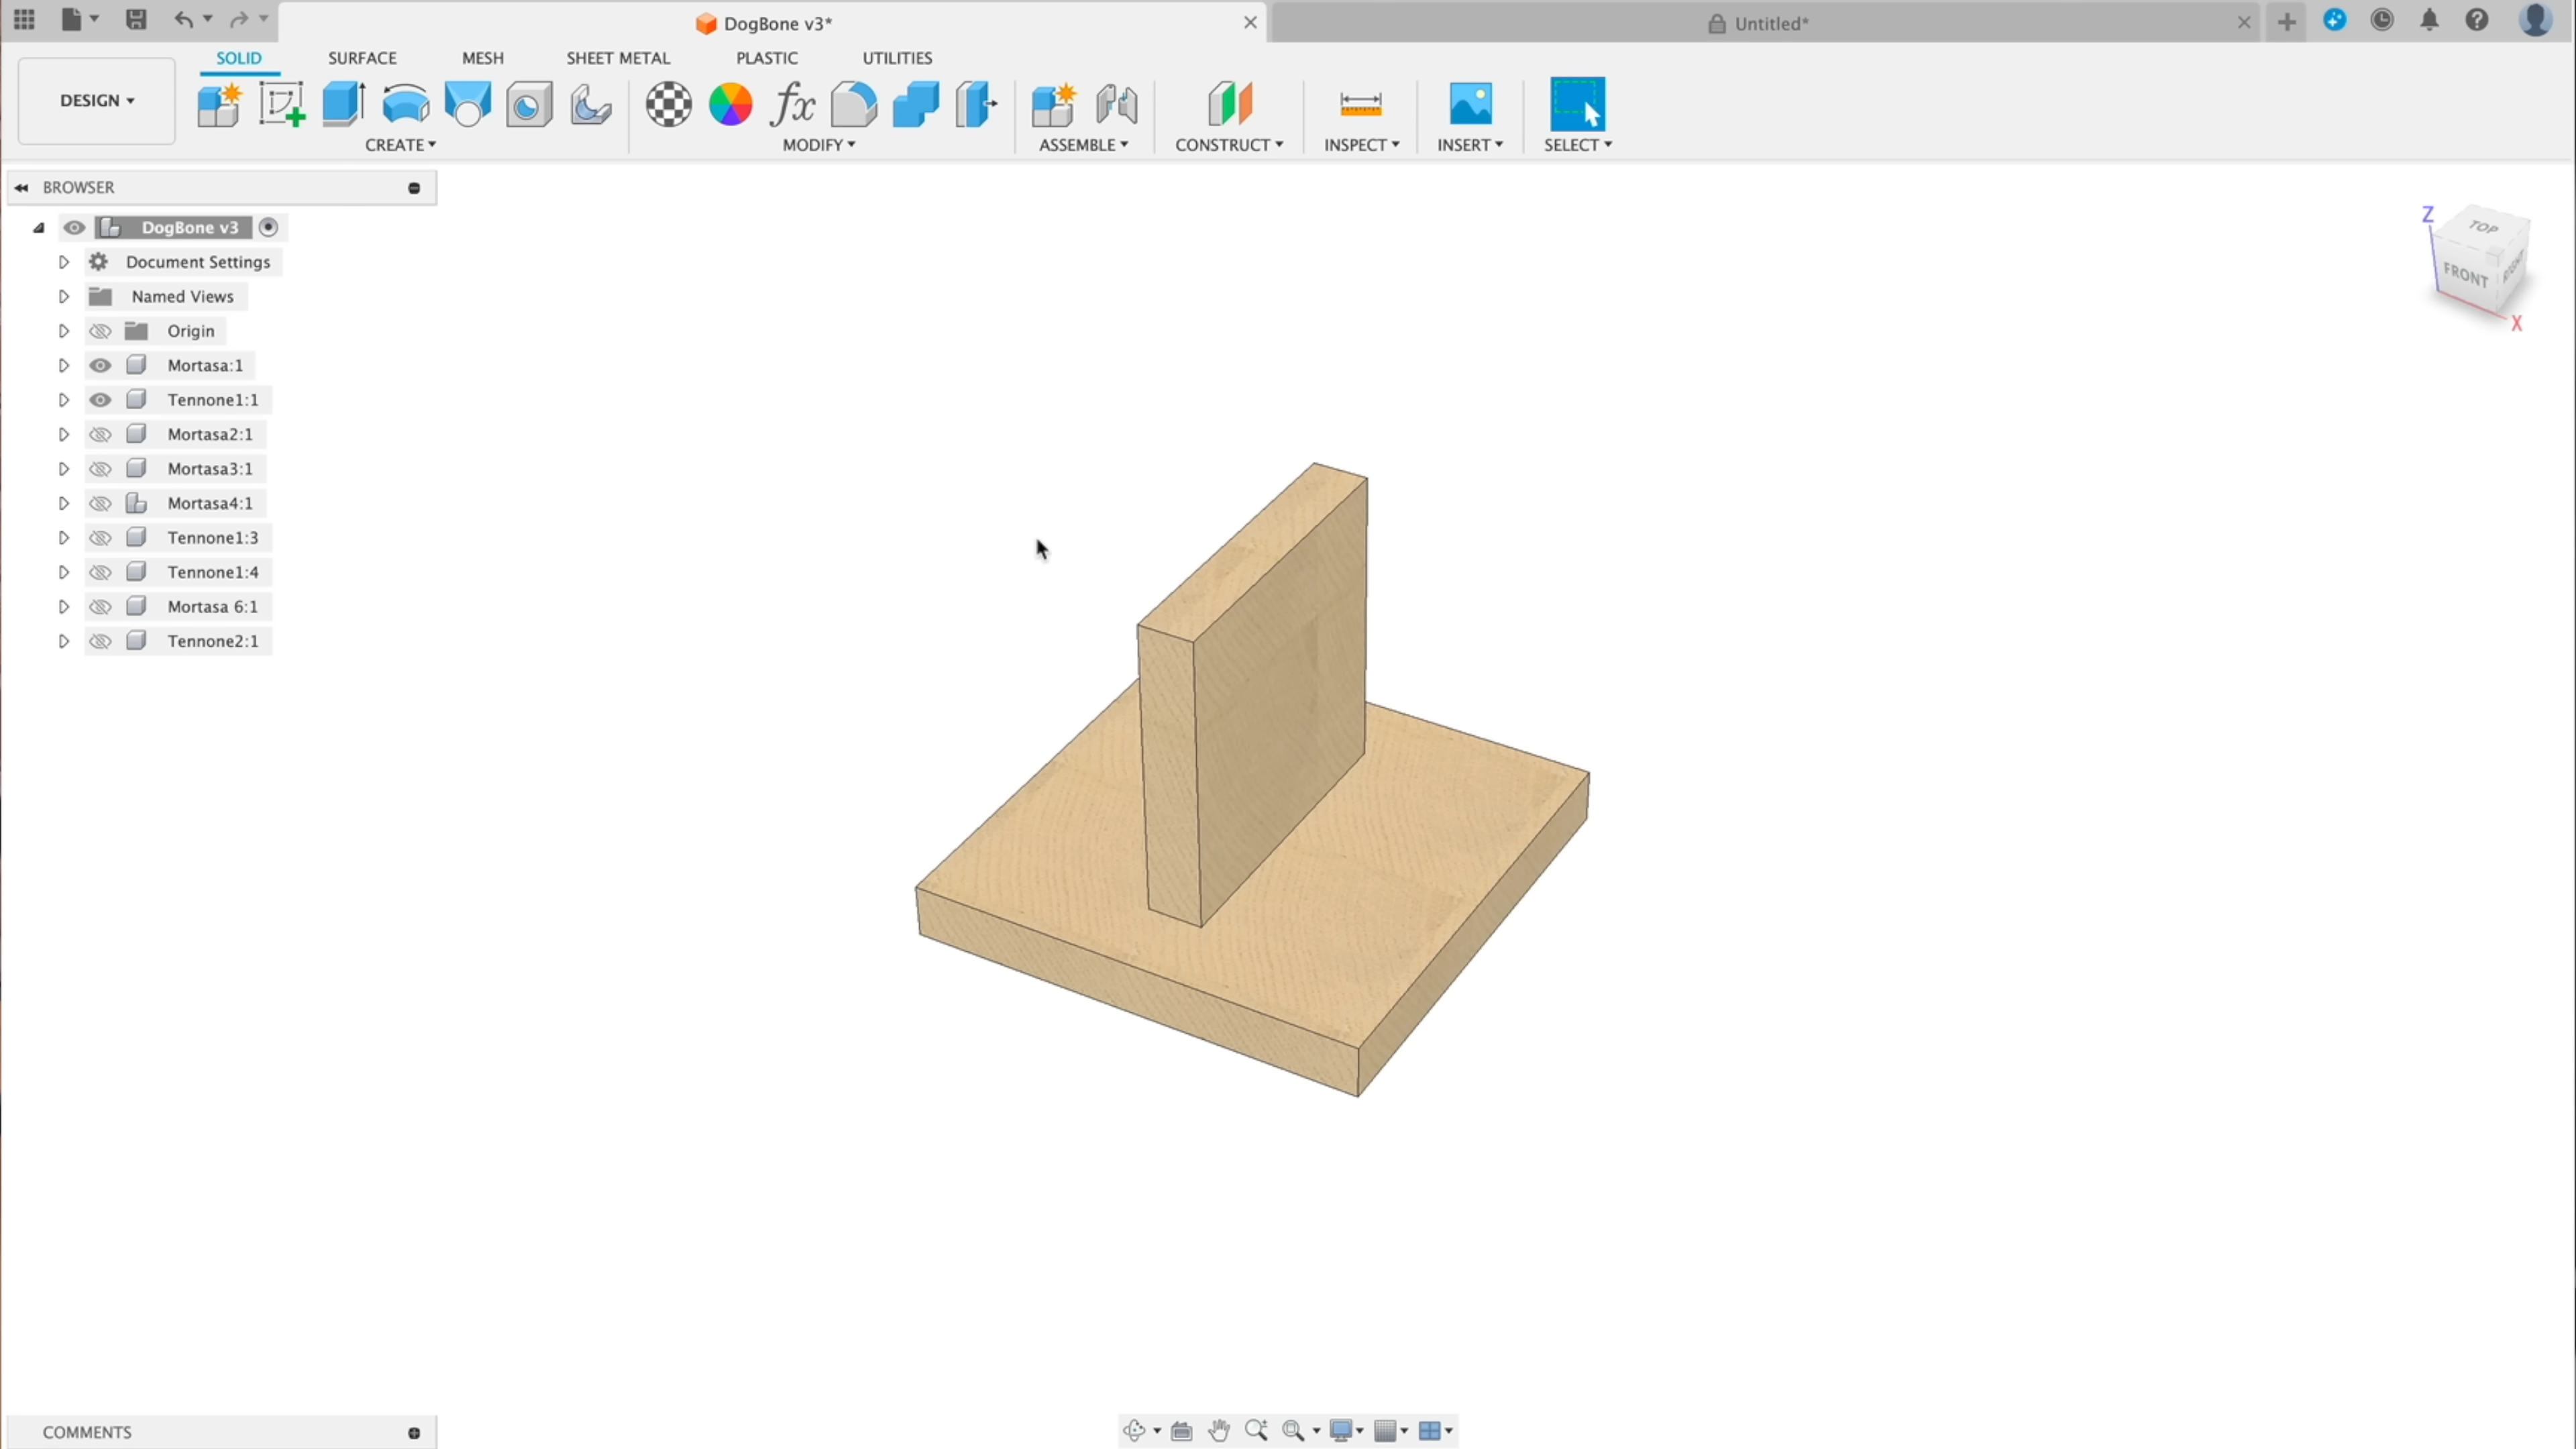 DogBone v3*
Untitled*
SOLID
SURFACE
MESH
SHEET METAL
PLASTIC
UTILITIES
DESIGN
fx
CREATE
MODIFY
ASSEMBLE
CONSTRUCT
INSPECT
INSERT
SELECT
BROWSER
DogBone v3
Document Settings
Named Views
Origin
Mortasa:1
Tennone1:1
Mortasa2:1
Mortasa3:1
Mortasa4:1
Tennone1:3
Tennone1:4
Mortasa 6:1
Tennone2:1
Z
TOP
FRONT
RIGHT
X
COMMENTS